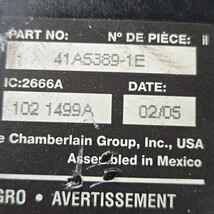 PART NO: Nº DE PIÈCE: il
41A5389-1E
IC:2666A DATE:
102 1499A 02/05
e Chamberlain Group, Inc., USA
Assembled in Mexico
GRO · AVERTISSEMENT